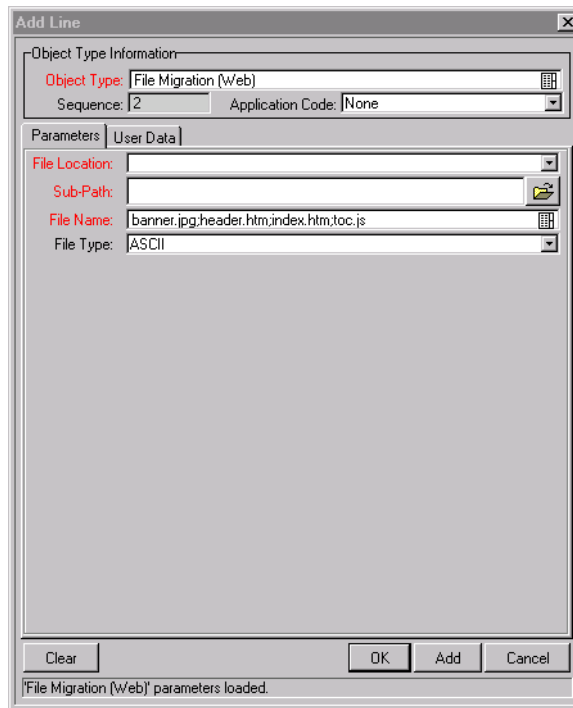 Add Line
Object Type Information
Object Type: File Migration (Web)
Sequence: 2 Application Code: None
Parameters User Data
File Location:
Sub-Path:
File Name: banner.jpg;header.htm;index.htm;toc.js
File Type: ASCII
Clear OK Add Cancel
'File Migration (Web)' parameters loaded.